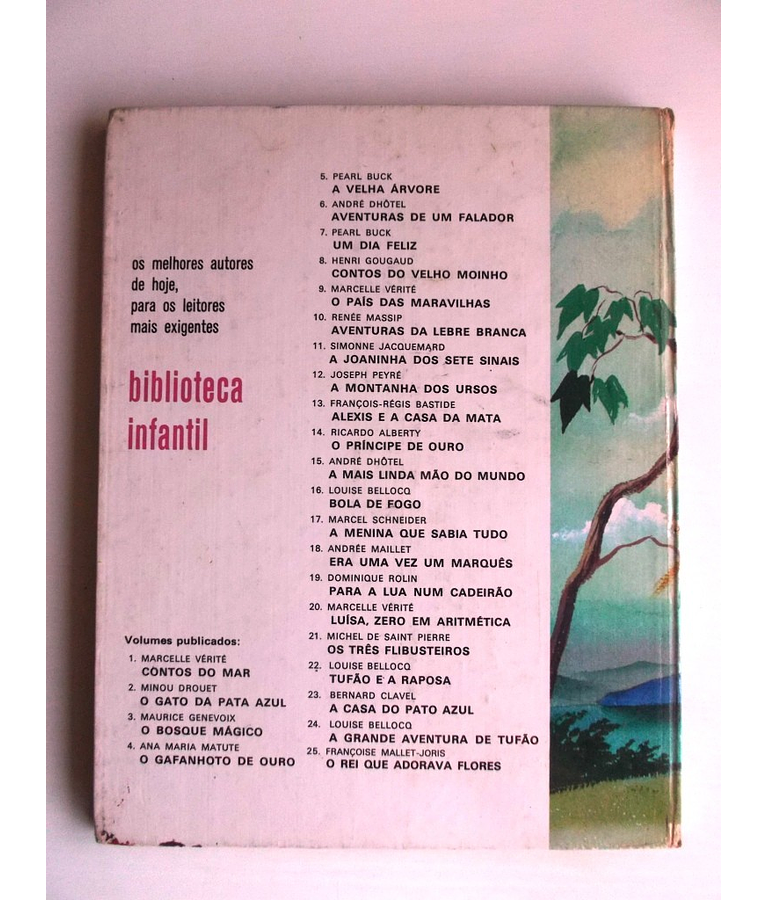 os melhores autores
de hoje,
para os leitores
mais exigentes
biblioteca
infantil
Volumes publicados:
1. MARCELLE VÉRITÉ
CONTOS DO MAR
2. MINOU DROUET
O GATO DA PATA AZUL
3. MAURICE GENEVOIX
O BOSQUE MÁGICO
4. ANA MARIA MATUTE
O GAFANHOTO DE OURO
5. PEARL BUCK
A VELHA ÁRVORE
6. ANDRÉ DHÔTEL
AVENTURAS DE UM FALADOR
7. PEARL BUCK
UM DIA FELIZ
8. HENRI GOUGAUD
CONTOS DO VELHO MOINHO
9. MARCELLE VÉRITÉ
O PAÍS DAS MARAVILHAS
10. RENÉE MASSIP
AVENTURAS DA LEBRE BRANCA
11. SIMONNE JACQUEMARD
A JOANINHA DOS SETE SINAIS
12. JOSEPH PEYRÉ
A MONTANHA DOS URSOS
13. FRANÇOIS-RÉGIS BASTIDE
ALEXIS E A CASA DA MATA
14. RICARDO ALBERTY
O PRÍNCIPE DE OURO
15. ANDRÉ DHÔTEL
A MAIS LINDA MÃO DO MUNDO
16. LOUISE BELLOCQ
BOLA DE FOGO
17. MARCEL SCHNEIDER
A MENINA QUE SABIA TUDO
18. ANDRÉE MAILLET
ERA UMA VEZ UM MARQUÊS
19. DOMINIQUE ROLIN
PARA A LUA NUM CADEIRÃO
20. MARCELLE VÉRITÉ
LUÍSA, ZERO EM ARITMÉTICA
21. MICHEL DE SAINT PIERRE
OS TRÊS FLIBUSTEIROS
22. LOUISE BELLOCQ
TUFÃO E A RAPOSA
23. BERNARD CLAVEL
A CASA DO PATO AZUL
24. LOUISE BELLOCQ
A GRANDE AVENTURA DE TUFÃO
25. FRANÇOISE MALLET-JORIS
O REI QUE ADORAVA FLORES